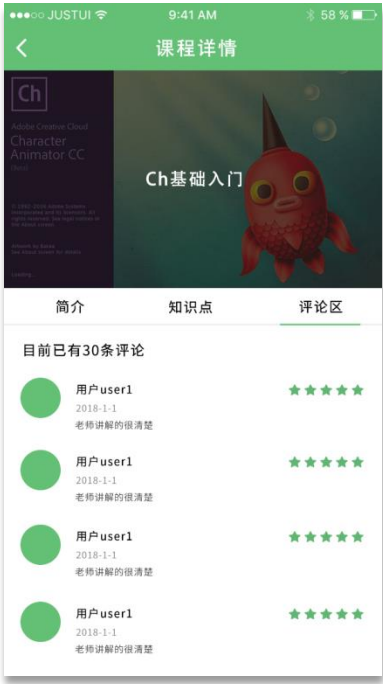 JUSTUI
9:41 AM
58 %
课程详情
Ch
Adobe Creative Cloud
Character
Animator CC
Ch基础入门
Loading...
简介
知识点
评论区
目前已有30条评论
用户user1
2018-1-1
老师讲解的很清楚
用户user1
2018-1-1
老师讲解的很清楚
用户user1
2018-1-1
老师讲解的很清楚
用户user1
2018-1-1
老师讲解的很清楚